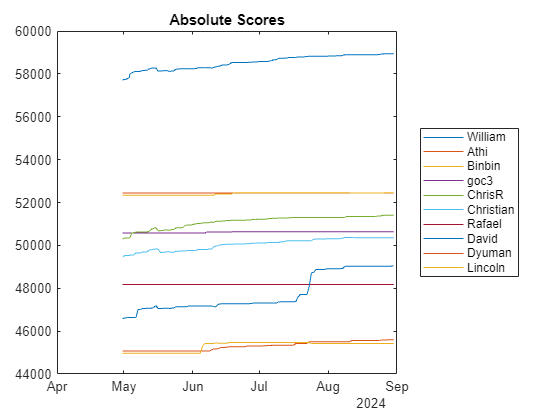 Absolute Scores
60000
58000
56000
54000
52000
50000
48000
46000
44000
Apr May Jun Jul Aug Sep
2024
William
Athi
Binbin
goc3
ChrisR
Christian
Rafael
David
Dyuman
Lincoln